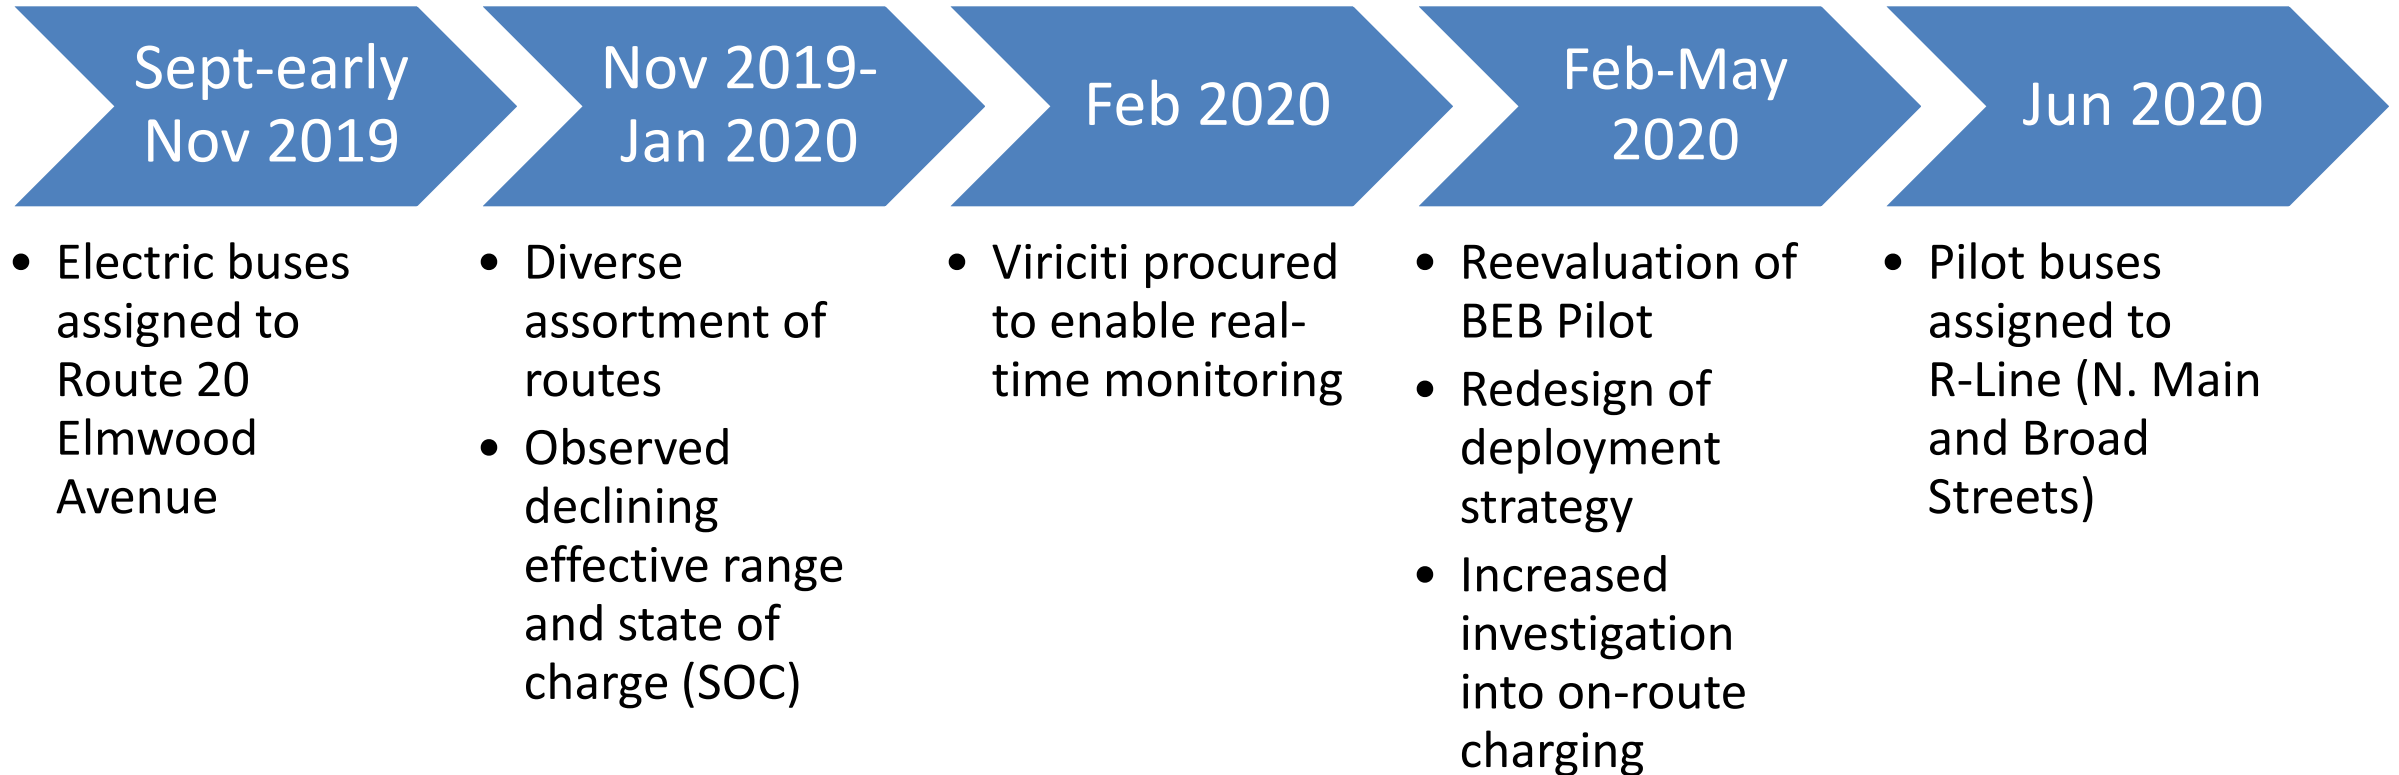 Sept-early
Nov 2019
• Electric buses
assigned to
Route 20
Elmwood
Avenue
Nov 2019-
Jan 2020
• Diverse
assortment of
routes
• Observed
declining
effective range
and state of
charge (SOC)
Feb 2020
• Viriciti procured
to enable real-
time monitoring
Feb-May
2020
• Reevaluation of
BEB Pilot
• Redesign of
deployment
strategy
• Increased
investigation
into on-route
charging
Jun 2020
• Pilot buses
assigned to
R-Line (N. Main
and Broad
Streets)